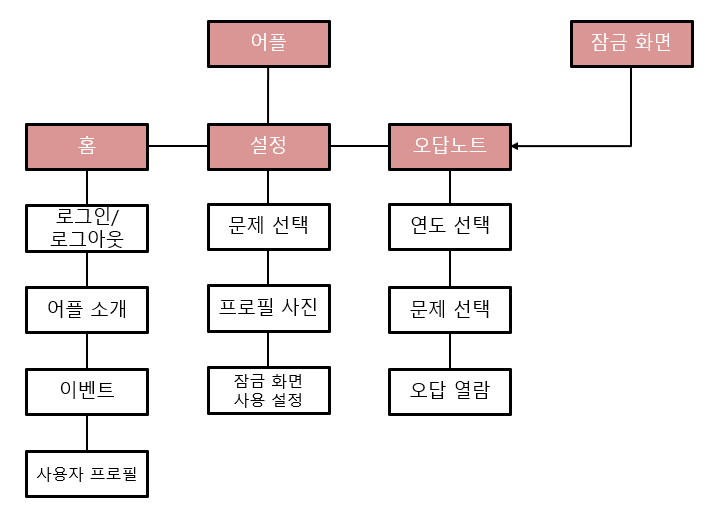 어플
잠금 화면
홈
설정
오답노트
로그인/
로그아웃
문제 선택
연도 선택
어플 소개
프로필 사진
문제 선택
이벤트
잠금 화면
사용 설정
오답 열람
사용자 프로필